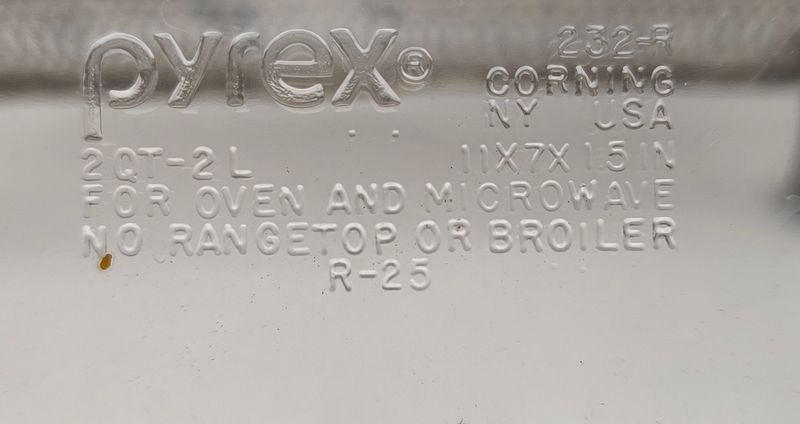 pyrex® 232-R
CORNING
NY USA
2QT-2L 11X7X1.5IN
FOR OVEN AND MICROWAVE
NO RANGETOP OR BROILER
R-25